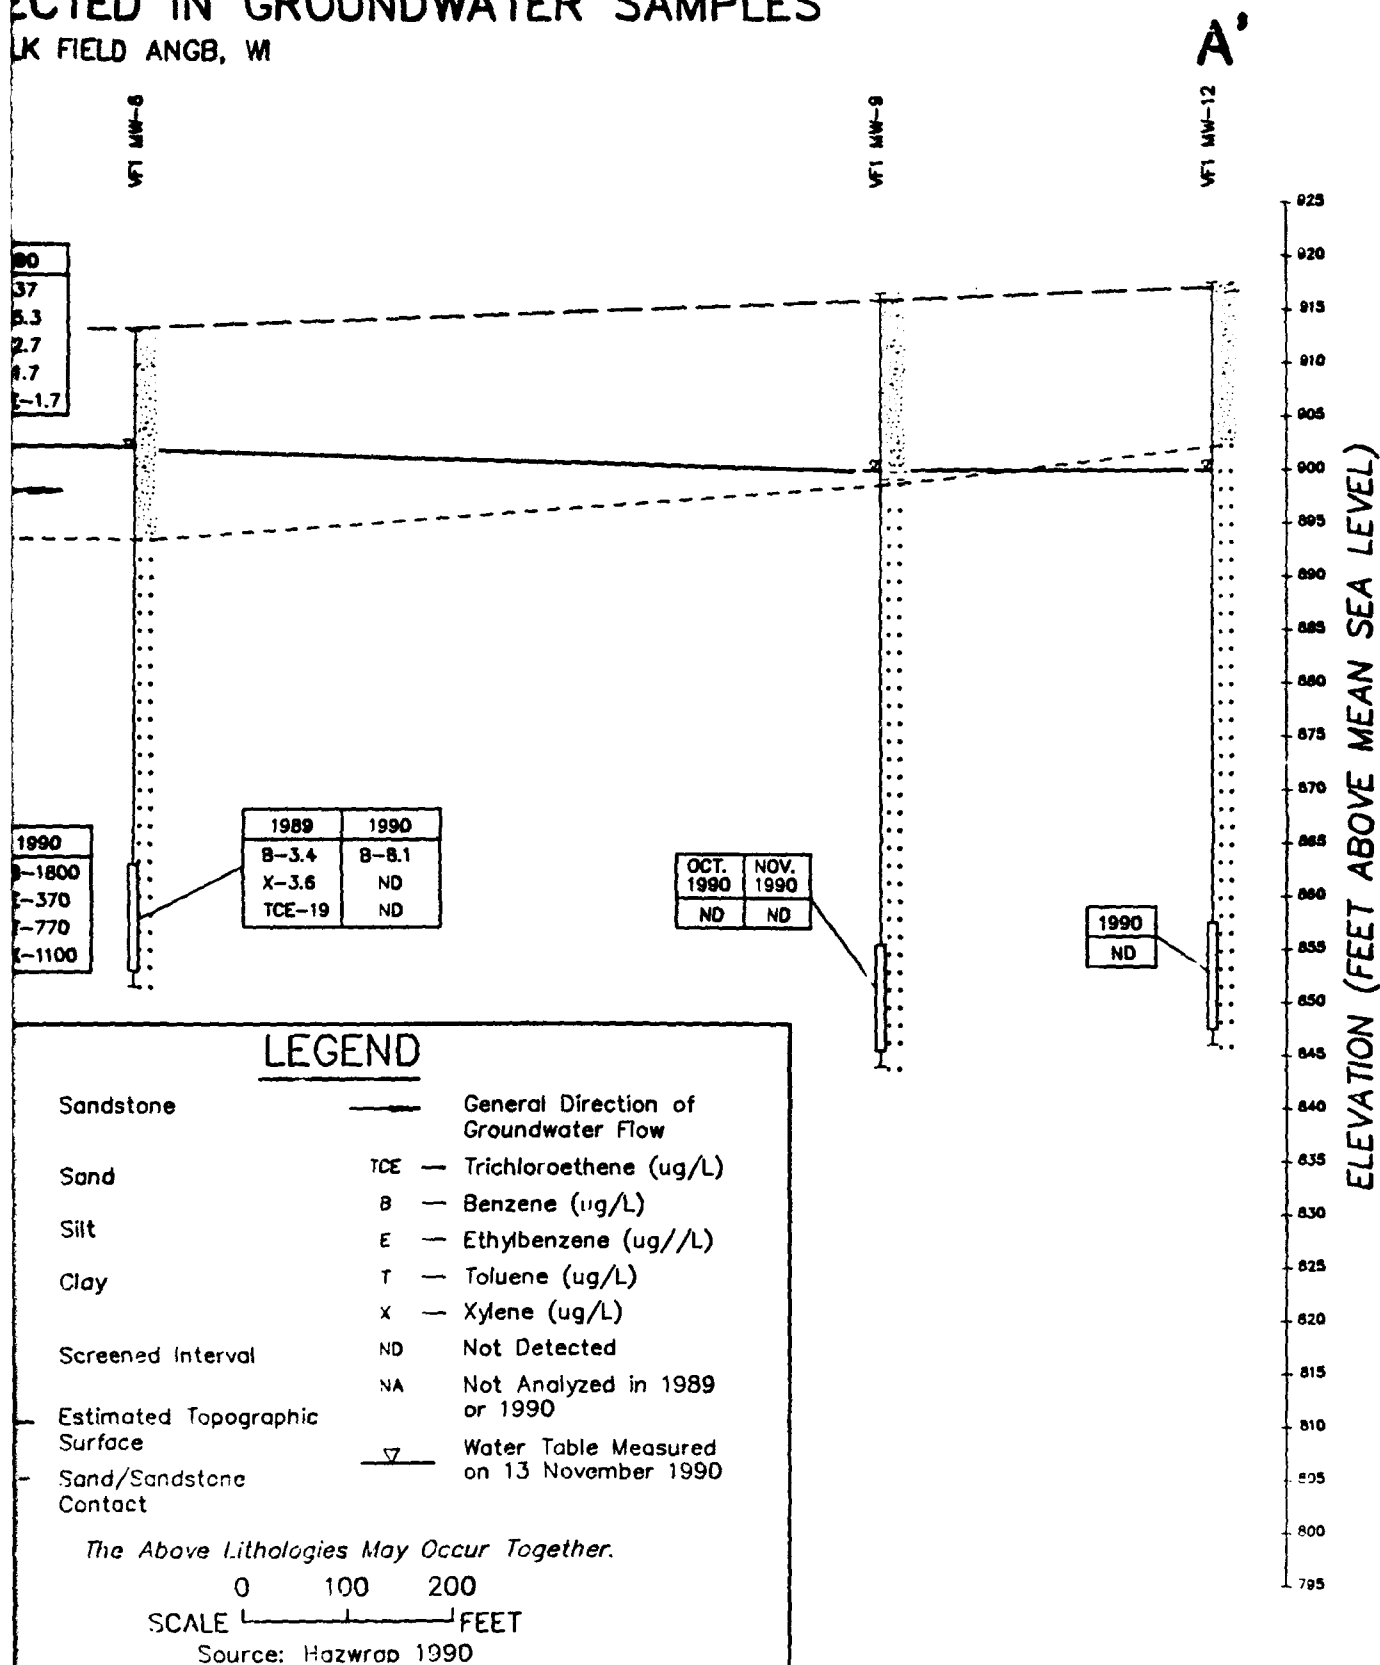 ECTED IN GROUNDWATER SAMPLES
LK FIELD ANGB, WI
A'
VF1 MW-9
VF1 MW-12
37
5.3
2.7
1.7
E-1.7
1990
B-1800
E-370
T-770
X-1100
1989 1990
B-3.4 B-8.1
X-3.6 ND
TCE-19 ND
OCT. 1990 NOV. 1990
ND ND
1990
ND
925
920
915
910
905
900
895
890
885
880
875
870
865
860
855
850
845
840
835
830
825
820
815
810
805
800
795
ELEVATION (FEET ABOVE MEAN SEA LEVEL)
LEGEND
Sandstone
Sand
Silt
Clay
Screened Interval
Estimated Topographic
Surface
Sand/Sandstone
Contact
General Direction of
Groundwater Flow
TCE — Trichloroethene (ug/L)
B — Benzene (ug/L)
E — Ethylbenzene (ug//L)
T — Toluene (ug/L)
X — Xylene (ug/L)
ND Not Detected
NA Not Analyzed in 1989
or 1990
Water Table Measured
on 13 November 1990
The Above Lithologies May Occur Together.
0 100 200
SCALE FEET
Source: Hazwrap 1990